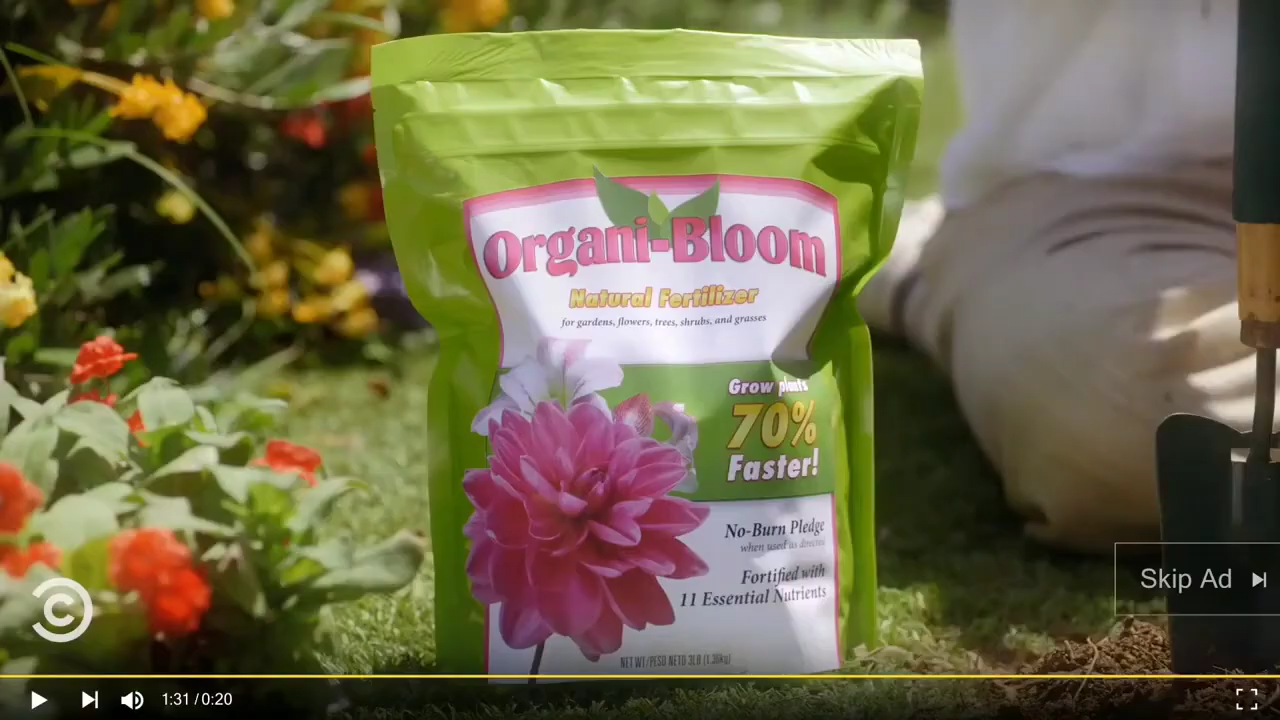 Organi-Bloom
Natural Fertilizer
for gardens, flowers, trees, shrubs, and grasses
Grow plants
70%
Faster!
No-Burn Pledge
when used as directed
Fortified with
11 Essential Nutrients
NET WT/PESO NETO 3LB (1.36kg)
Skip Ad
1:31 / 0:20